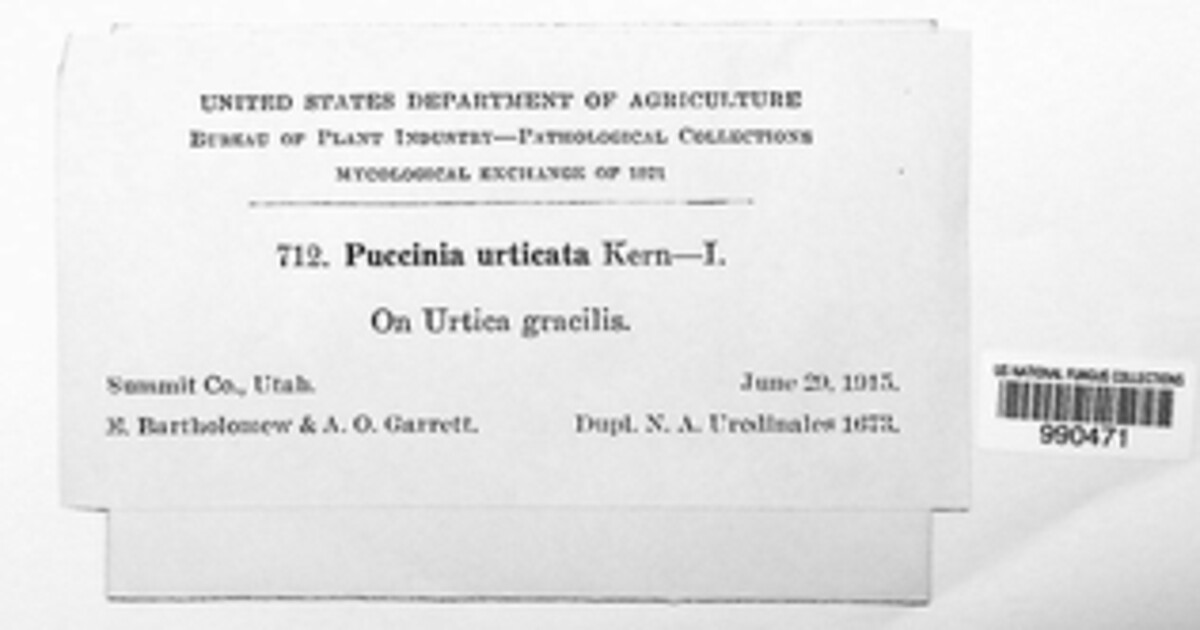 UNITED STATES DEPARTMENT OF AGRICULTURE
BUREAU OF PLANT INDUSTRY—PATHOLOGICAL COLLECTIONS
MYCOLOGICAL EXCHANGE OF 1921
712. Puccinia urticata Kern—I.
On Urtica gracilis.
Summit Co., Utah.
June 29, 1915.
E. Bartholomew & A. O. Garrett.
Dupl. N. A. Uredinales 1673.
US NATIONAL FUNGUS COLLECTIONS
990471